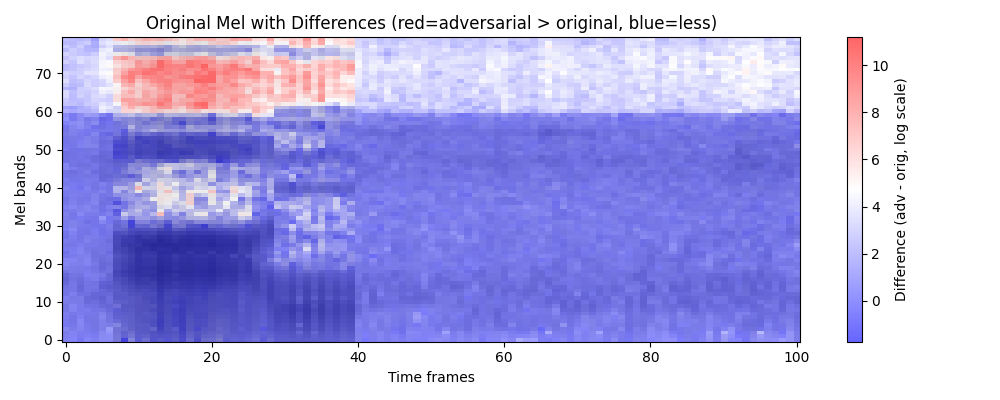 Original Mel with Differences (red=adversarial > original, blue=less)
Mel bands
70
60
50
40
30
20
10
0
0 20 40 60 80 100
Time frames
10
8
6
4
2
0
Difference (adv - orig, log scale)